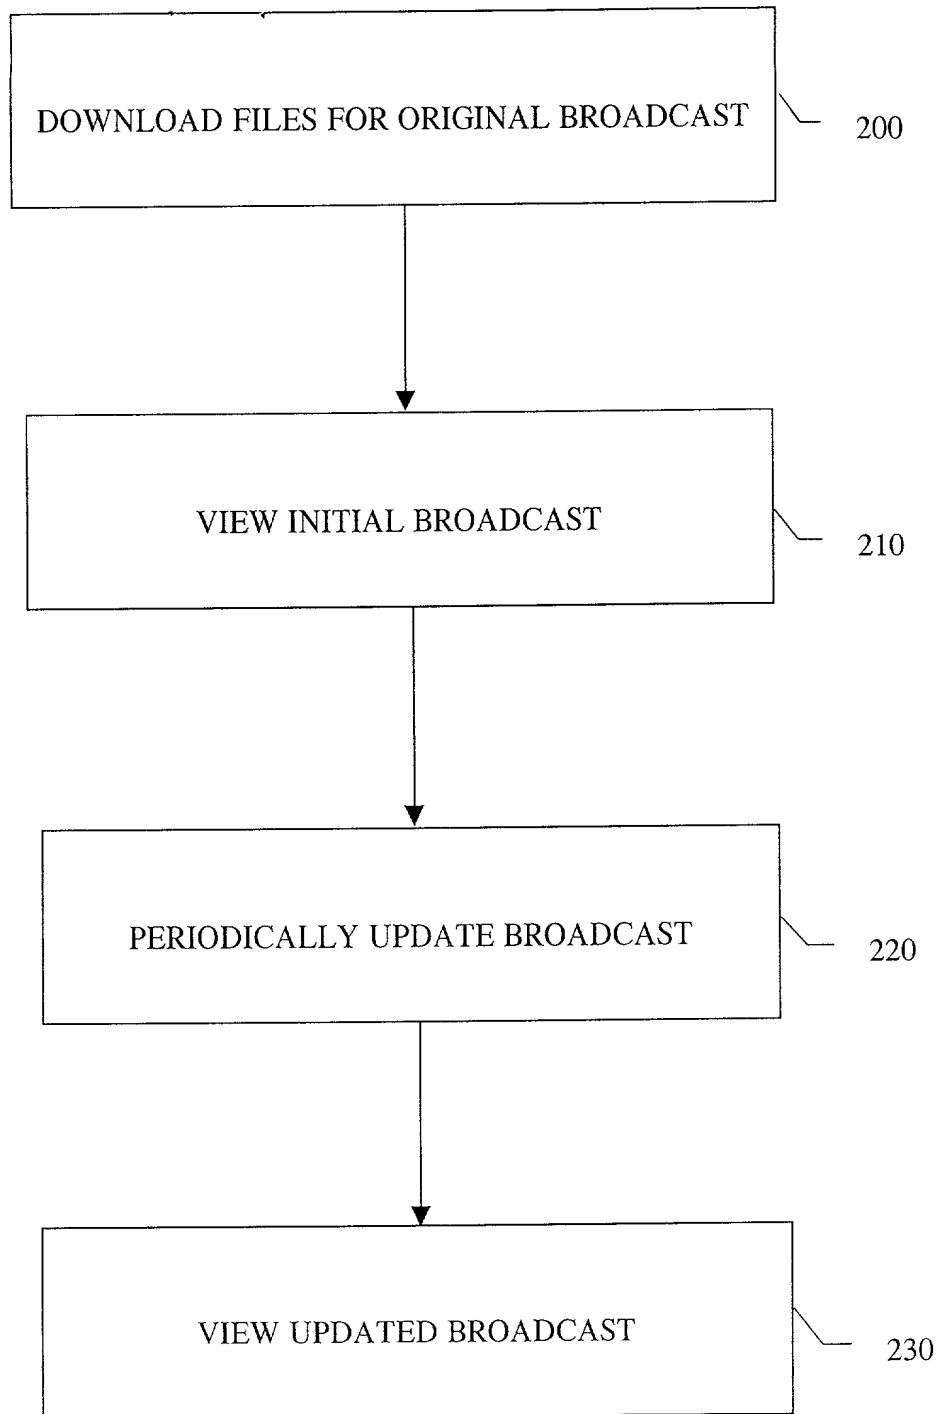 DOWNLOAD FILES FOR ORIGINAL BROADCAST
200
VIEW INITIAL BROADCAST
210
PERIODICALLY UPDATE BROADCAST
220
VIEW UPDATED BROADCAST
230